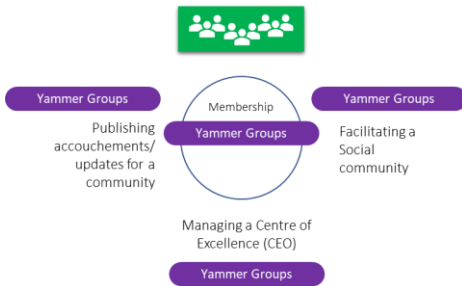 Yammer Groups
Publishing
accouchements/
updates for a
community
Membership
Yammer Groups
Yammer Groups
Facilitating a
Social
community
Managing a Centre of
Excellence (CEO)
Yammer Groups